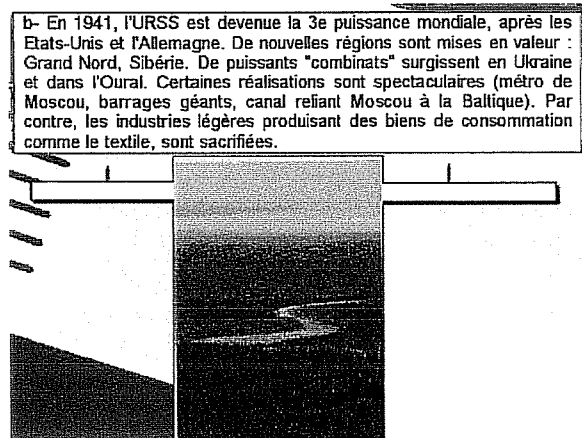 b- En 1941, l'URSS est devenue la 3e puissance mondiale, après les
Etats-Unis et l'Allemagne. De nouvelles régions sont mises en valeur :
Grand Nord, Sibérie. De puissants "combinats" surgissent en Ukraine
et dans l'Oural. Certaines réalisations sont spectaculaires (métro de
Moscou, barrages géants, canal reliant Moscou à la Baltique). Par
contre, les industries légères produisant des biens de consommation
comme le textile, sont sacrifiées.